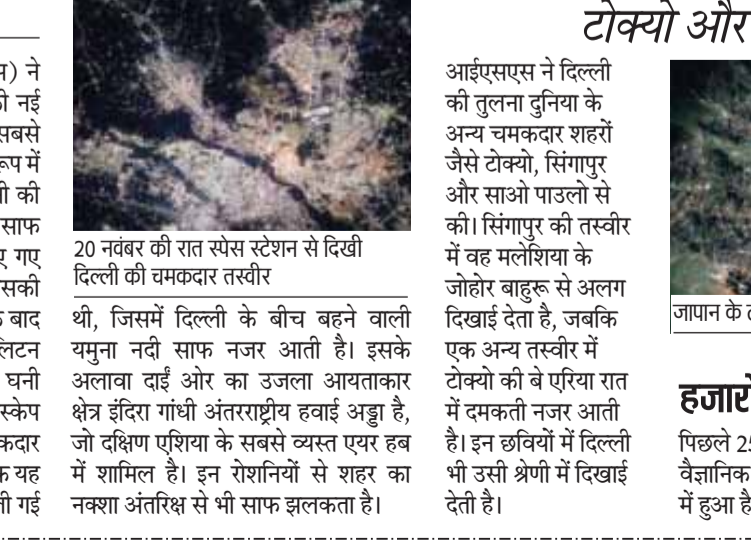 टोक्यो और
स) ने
ी नई
सबसे
रूप में
ी की
साफ
ए गए
सकी
बाद
लिटन
घनी
स्केप
कदार
क यह
ी गई
20 नवंबर की रात स्पेस स्टेशन से दिखी
दिल्ली की चमकदार तस्वीर
थी, जिसमें दिल्ली के बीच बहने वाली
यमुना नदी साफ नजर आती है। इसके
अलावा दाईं ओर का उजला आयताकार
क्षेत्र इंदिरा गांधी अंतरराष्ट्रीय हवाई अड्डा है,
जो दक्षिण एशिया के सबसे व्यस्त एयर हब
में शामिल है। इन रोशनियों से शहर का
नक्शा अंतरिक्ष से भी साफ झलकता है।
आईएसएस ने दिल्ली
की तुलना दुनिया के
अन्य चमकदार शहरों
जैसे टोक्यो, सिंगापुर
और साओ पाउलो से
की। सिंगापुर की तस्वीर
में वह मलेशिया के
जोहोर बाहुरू से अलग
दिखाई देता है, जबकि
एक अन्य तस्वीर में
टोक्यो की बे एरिया रात
में दमकती नजर आती
है। इन छवियों में दिल्ली
भी उसी श्रेणी में दिखाई
देती है।
जापान के
हजारों
पिछले 25
वैज्ञानिक
में हुआ है